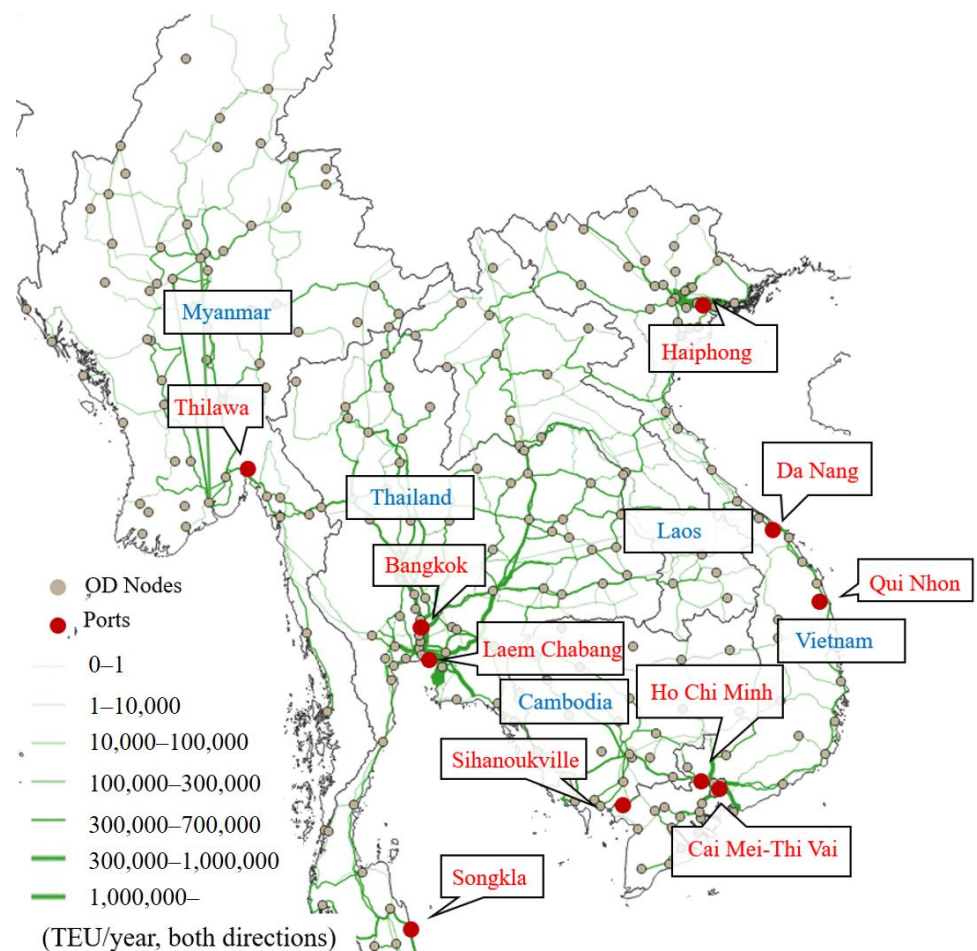 Myanmar
Haiphong
Thilawa
Da Nang
Thailand
Laos
Bangkok
Qui Nhon
OD Nodes
Ports
Laem Chabang
Vietnam
Ho Chi Minh
Cambodia
0–1
1–10,000
10,000–100,000
100,000–300,000
300,000–700,000
300,000–1,000,000
1,000,000–
(TEU/year, both directions)
Sihanoukville
Cai Mei-Thi Vai
Songkla